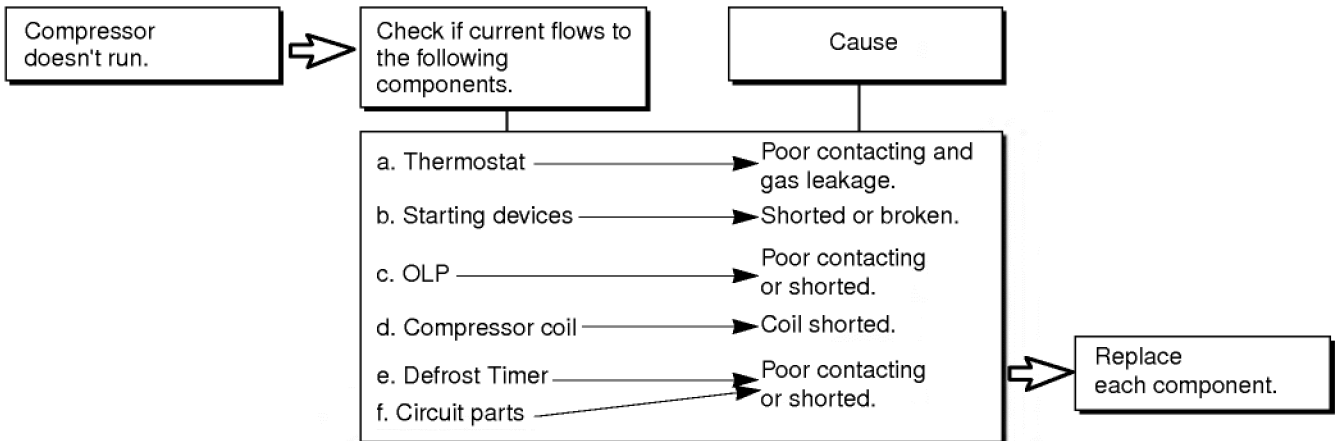 Compressor
doesn't run.
Check if current flows to
the following
components.
Cause
a. Thermostat
Poor contacting and
gas leakage.
b. Starting devices
Shorted or broken.
c. OLP
Poor contacting
or shorted.
d. Compressor coil
Coil shorted.
e. Defrost Timer
f. Circuit parts
Poor contacting
or shorted.
Replace
each component.